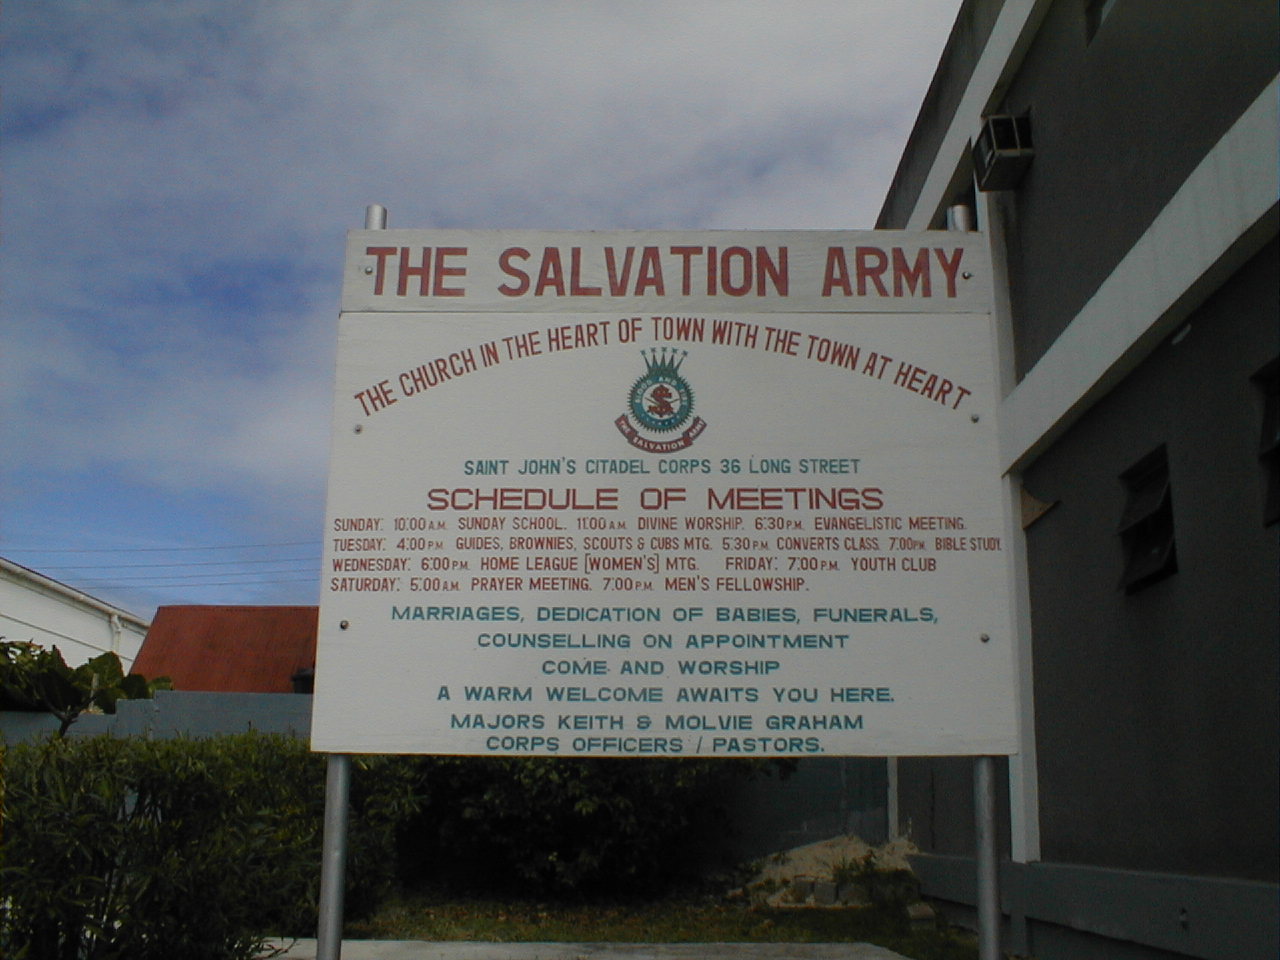 THE SALVATION ARMY
THE CHURCH IN THE HEART OF TOWN WITH THE TOWN AT HEART
BLOOD AND FIRE
THE SALVATION ARMY
SAINT JOHN'S CITADEL CORPS 36 LONG STREET
SCHEDULE OF MEETINGS
SUNDAY: 10:00 A.M. SUNDAY SCHOOL. 11:00 A.M. DIVINE WORSHIP. 6:30 P.M. EVANGELISTIC MEETING.
TUESDAY: 4:00 P.M. GUIDES, BROWNIES, SCOUTS & CUBS MTG. 5:30 P.M. CONVERTS CLASS. 7:00 P.M. BIBLE STUDY.
WEDNESDAY: 6:00 P.M. HOME LEAGUE [WOMEN'S] MTG. FRIDAY: 7:00 P.M. YOUTH CLUB
SATURDAY: 5:00 A.M. PRAYER MEETING. 7:00 P.M. MEN'S FELLOWSHIP.
MARRIAGES, DEDICATION OF BABIES, FUNERALS,
COUNSELLING ON APPOINTMENT
COME AND WORSHIP
A WARM WELCOME AWAITS YOU HERE.
MAJORS KEITH & MOLVIE GRAHAM
CORPS OFFICERS / PASTORS.